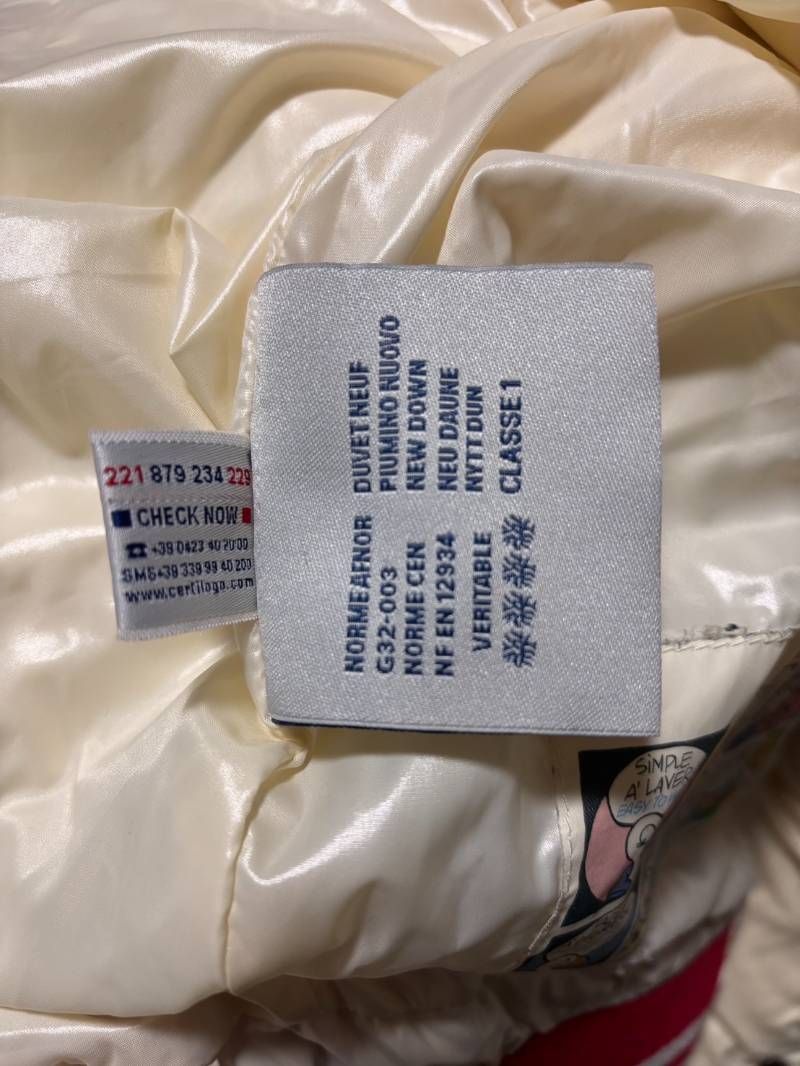 221 879 234 229
CHECK NOW
+39 0423 40 20 00
SMS+39 339 99 40 200
www.certilogo.com
NORME AFNOR
G32-003
NORME CEN
NF EN 12934
VERITABLE
DUVET NEUF
PIUMINO NUOVO
NEW DOWN
NEU DAUNE
NYTT DUN
CLASSE 1
SiMPLE
A' LAVER
EASY TO